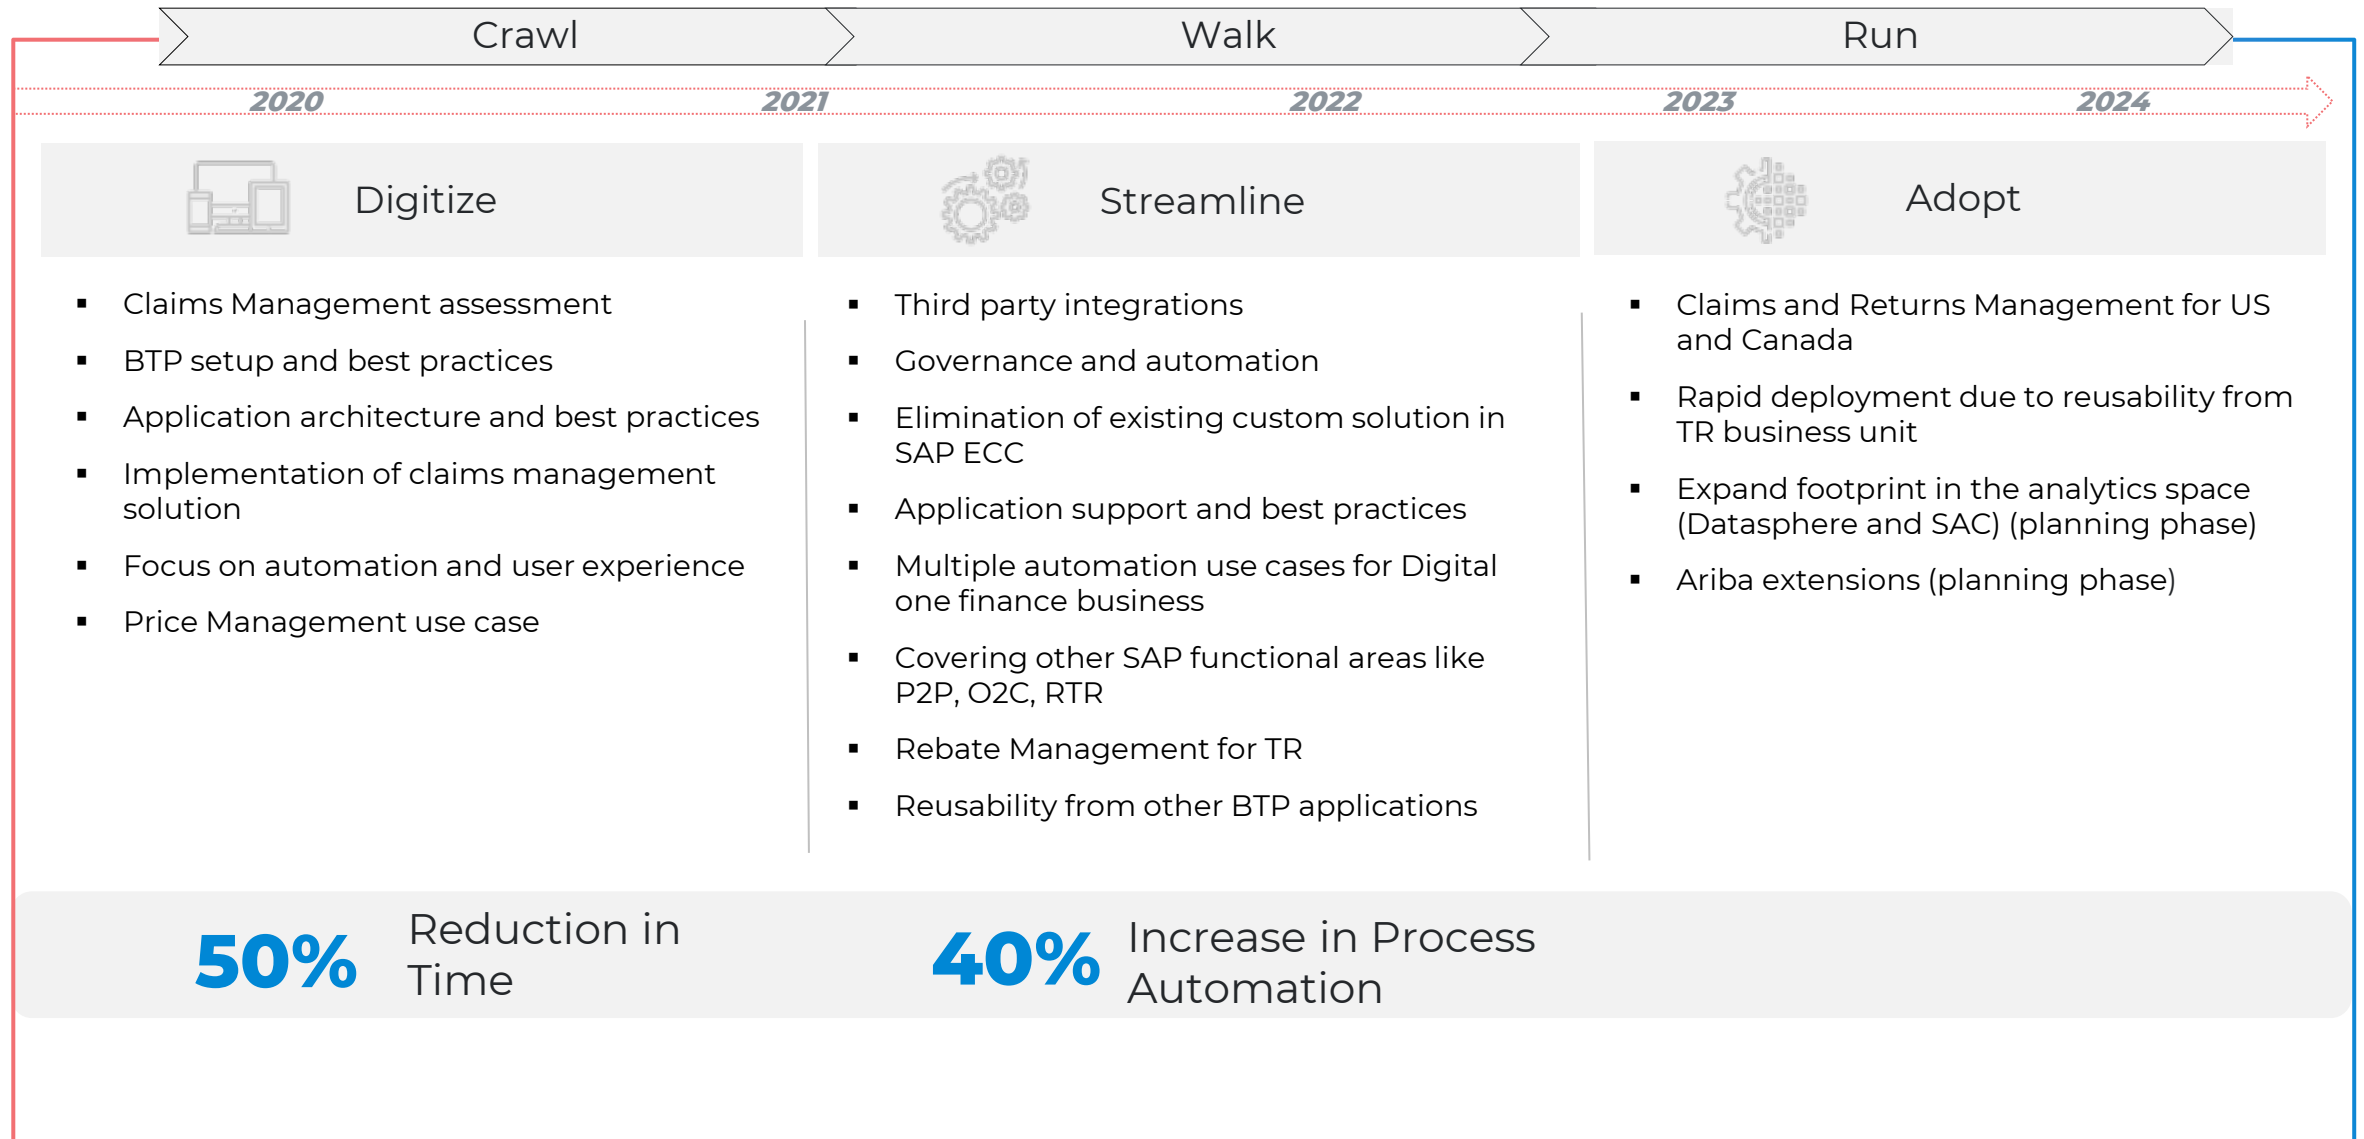 Crawl
Walk
Run
2020
2021
2022
2023
2024
Digitize
▪ Claims Management assessment
▪ BTP setup and best practices
▪ Application architecture and best practices
▪ Implementation of claims management
solution
▪ Focus on automation and user experience
▪ Price Management use case
Streamline
▪ Third party integrations
▪ Governance and automation
▪ Elimination of existing custom solution in
SAP ECC
▪ Application support and best practices
▪ Multiple automation use cases for Digital
one finance business
▪ Covering other SAP functional areas like
P2P, O2C, RTR
▪ Rebate Management for TR
▪ Reusability from other BTP applications
Adopt
▪ Claims and Returns Management for US
and Canada
▪ Rapid deployment due to reusability from
TR business unit
▪ Expand footprint in the analytics space
(Datasphere and SAC) (planning phase)
▪ Ariba extensions (planning phase)
50%
Reduction in
Time
40%
Increase in Process
Automation